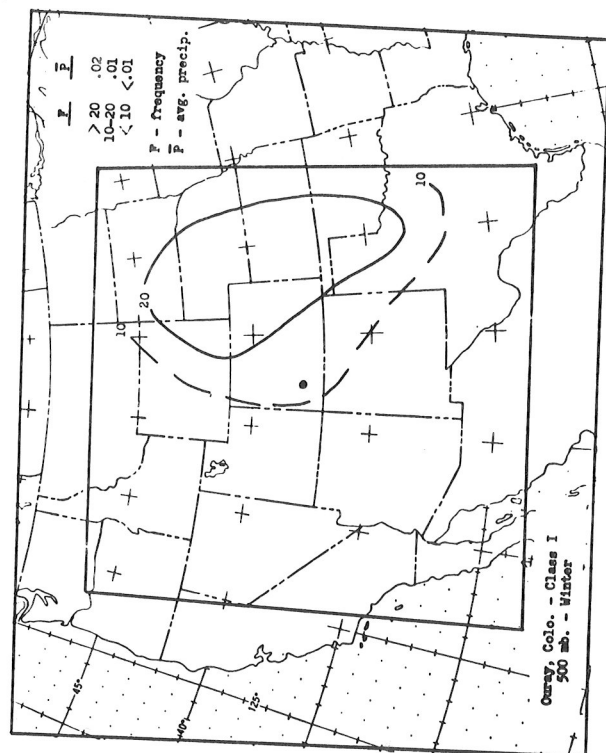 F P̄
> 20 .02
10-20 .01
< 10 <.01
F - frequency
P̄ - avg. precip.
10
20
10
45°
40°
125°
Ouray, Colo. - Class I
500 mb. - Winter